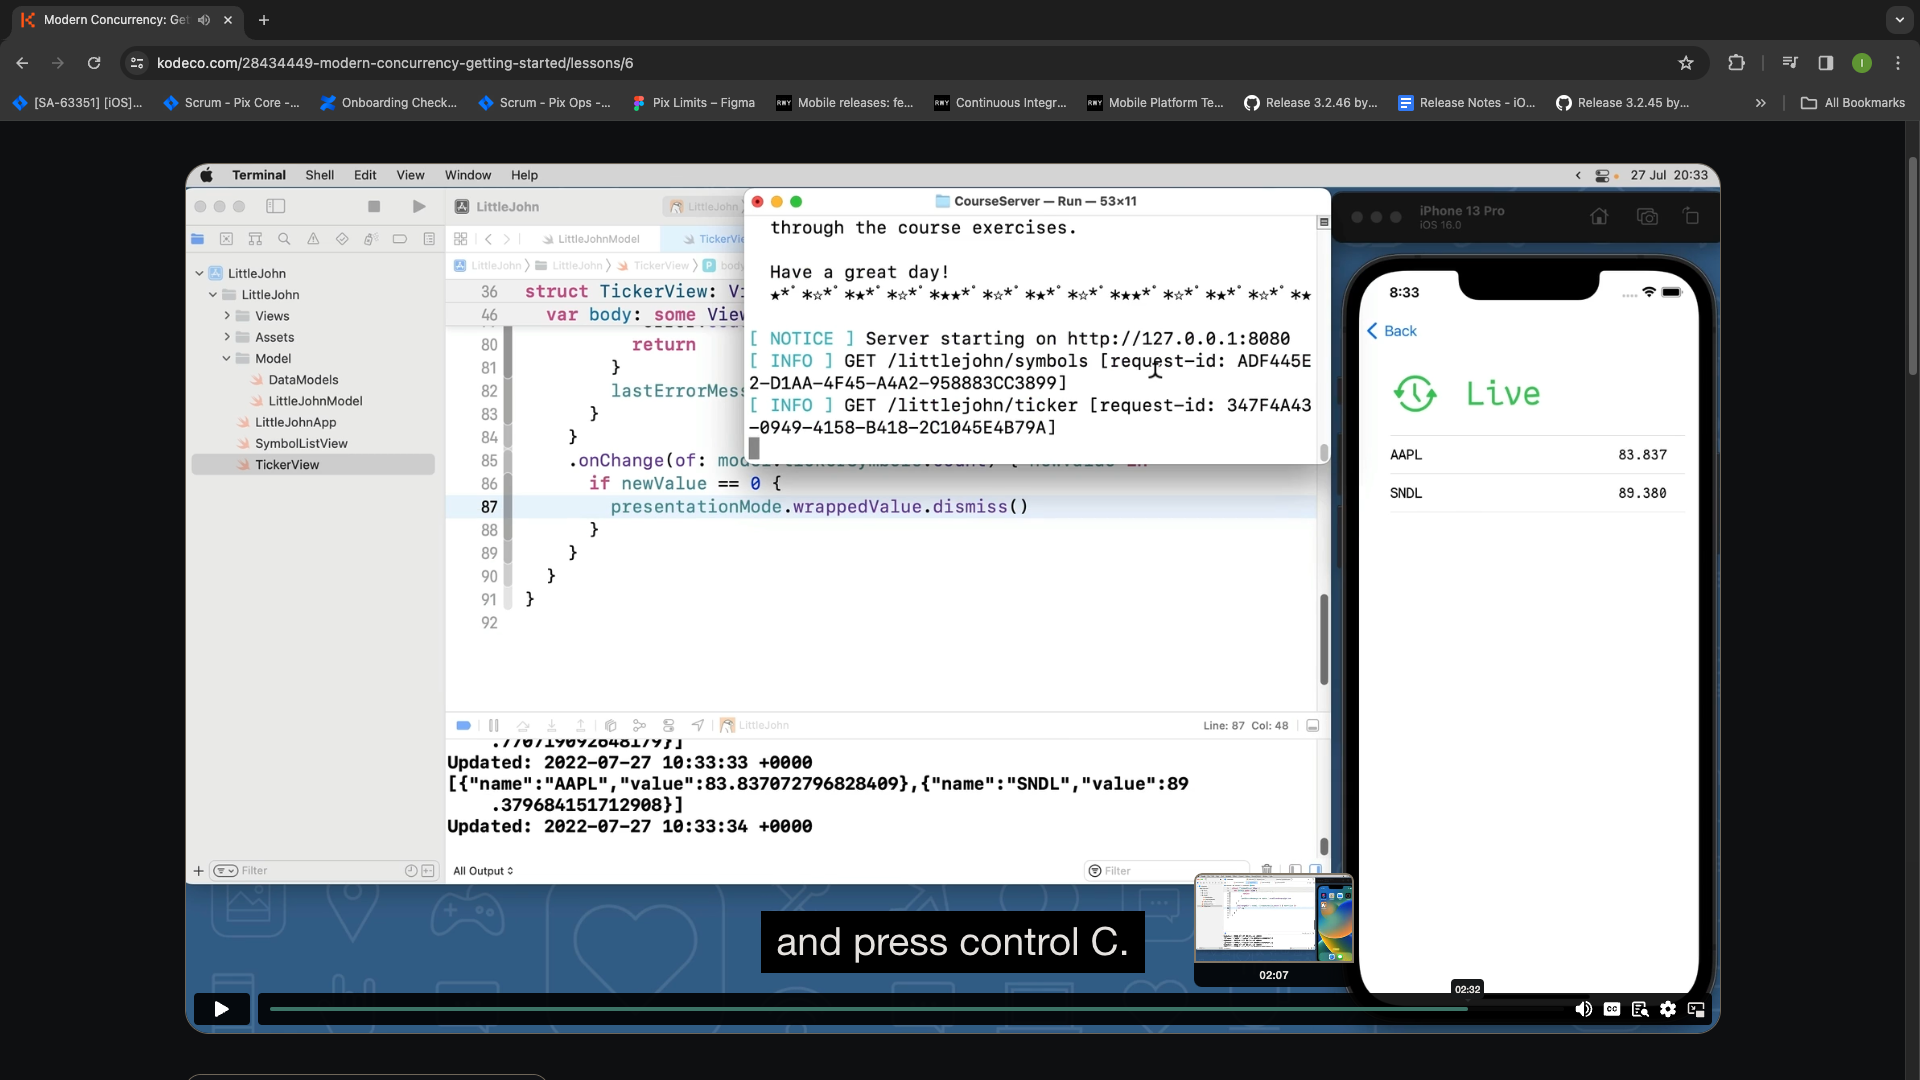 Modern Concurrency: Get
kodeco.com/28434449-modern-concurrency-getting-started/lessons/6
[SA-63351] [iOS]...
Scrum - Pix Core -...
Onboarding Check...
Scrum - Pix Ops -...
Pix Limits – Figma
RWY Mobile releases: fe...
RWY Continuous Integr...
RWY Mobile Platform Te...
Release 3.2.46 by...
Release Notes - iO...
Release 3.2.45 by...
»
All Bookmarks
Terminal Shell Edit View Window Help
27 Jul 20:33
LittleJohn
LittleJohn
CourseServer — Run — 53×11
iPhone 13 Pro
iOS 16.0
LittleJohnModel
TickerVie
LittleJohn
LittleJohn
TickerView
body
LittleJohn
LittleJohn
Views
Assets
Model
DataModels
LittleJohnModel
LittleJohnApp
SymbolListView
TickerView
36 struct TickerView: Vi
46 var body: some View
80 return
81 }
82 lastErrorMess
83 }
84 }
85 .onChange(of: mod
86 if newValue == 0 {
87 presentationMode.wrappedValue.dismiss()
88 }
89 }
90 }
91 }
92
through the course exercises.
Have a great day!
[ NOTICE ] Server starting on http://127.0.0.1:8080
[ INFO ] GET /littlejohn/symbols [request-id: ADF445E
2-D1AA-4F45-A4A2-958883CC3899]
[ INFO ] GET /littlejohn/ticker [request-id: 347F4A43
-0949-4158-B418-2C1045E4B79A]
8:33
Back
Live
AAPL 83.837
SNDL 89.380
LittleJohn
Line: 87 Col: 48
.770719092648179}]
Updated: 2022-07-27 10:33:33 +0000
[{"name":"AAPL","value":83.837072796828409},{"name":"SNDL","value":89
.379684151712908}]
Updated: 2022-07-27 10:33:34 +0000
Filter
All Output
Filter
and press control C.
02:07
02:32
CC